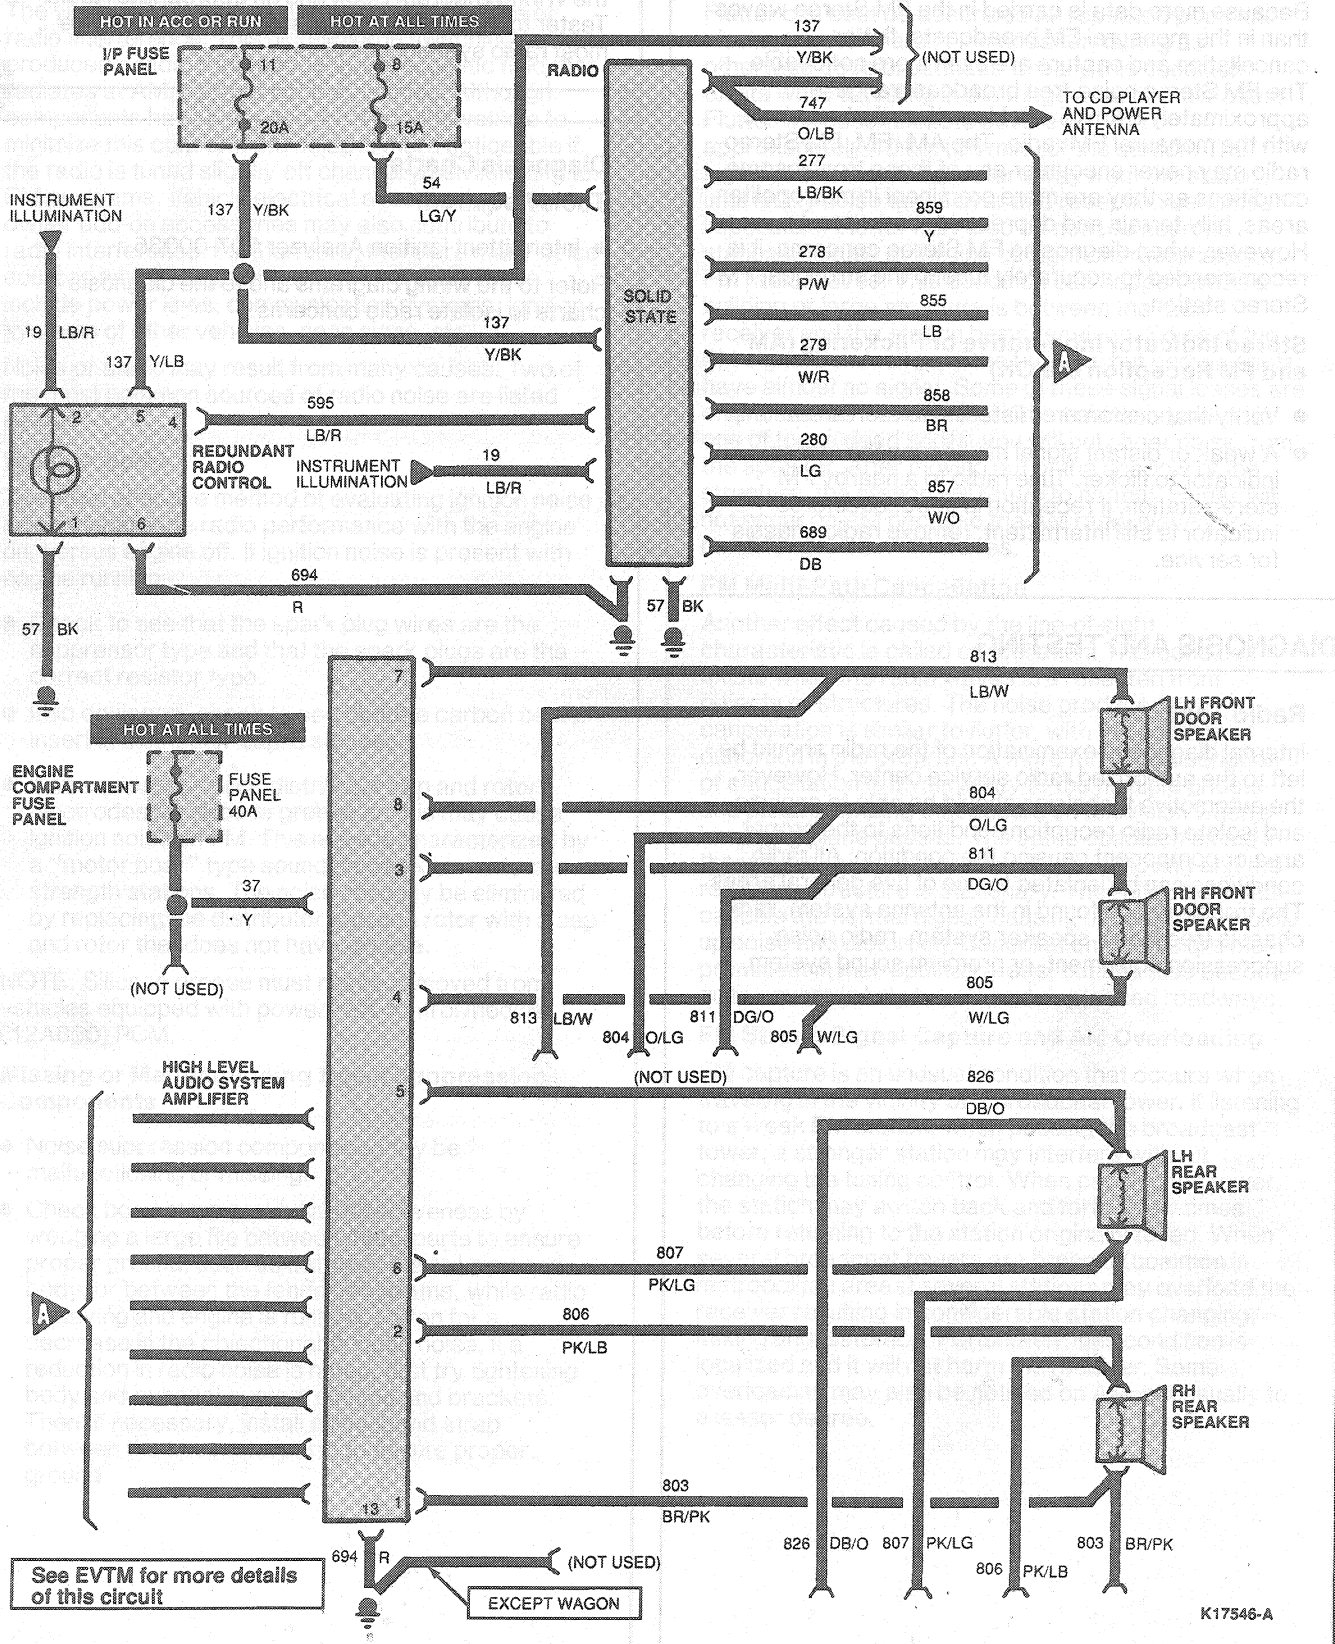 HOT IN ACC OR RUN
HOT AT ALL TIMES
I/P FUSE
PANEL
11
20A
8
15A
RADIO
137
Y/BK
(NOT USED)
747
O/LB
TO CD PLAYER
AND POWER
ANTENNA
INSTRUMENT
ILLUMINATION
137
Y/BK
54
LG/Y
277
LB/BK
859
Y
278
P/W
855
LB
279
W/R
858
BR
280
LG
857
W/O
689
DB
A
SOLID
STATE
137
Y/BK
19
LB/R
137
Y/LB
2
5
4
595
LB/R
REDUNDANT
RADIO
CONTROL
INSTRUMENT
ILLUMINATION
19
LB/R
1
6
694
R
57
BK
57
BK
7
813
LB/W
LH FRONT
DOOR
SPEAKER
HOT AT ALL TIMES
ENGINE
COMPARTMENT
FUSE
PANEL
FUSE
PANEL
40A
8
804
O/LG
3
811
DG/O
RH FRONT
DOOR
SPEAKER
37
Y
(NOT USED)
4
805
W/LG
813
LB/W
804
O/LG
811
DG/O
805
W/LG
(NOT USED)
HIGH LEVEL
AUDIO SYSTEM
AMPLIFIER
5
826
DB/O
LH
REAR
SPEAKER
6
807
PK/LG
A
2
806
PK/LB
RH
REAR
SPEAKER
13
1
803
BR/PK
694
R
(NOT USED)
EXCEPT WAGON
826
DB/O
807
PK/LG
806
PK/LB
803
BR/PK
See EVTM for more details
of this circuit
K17546-A